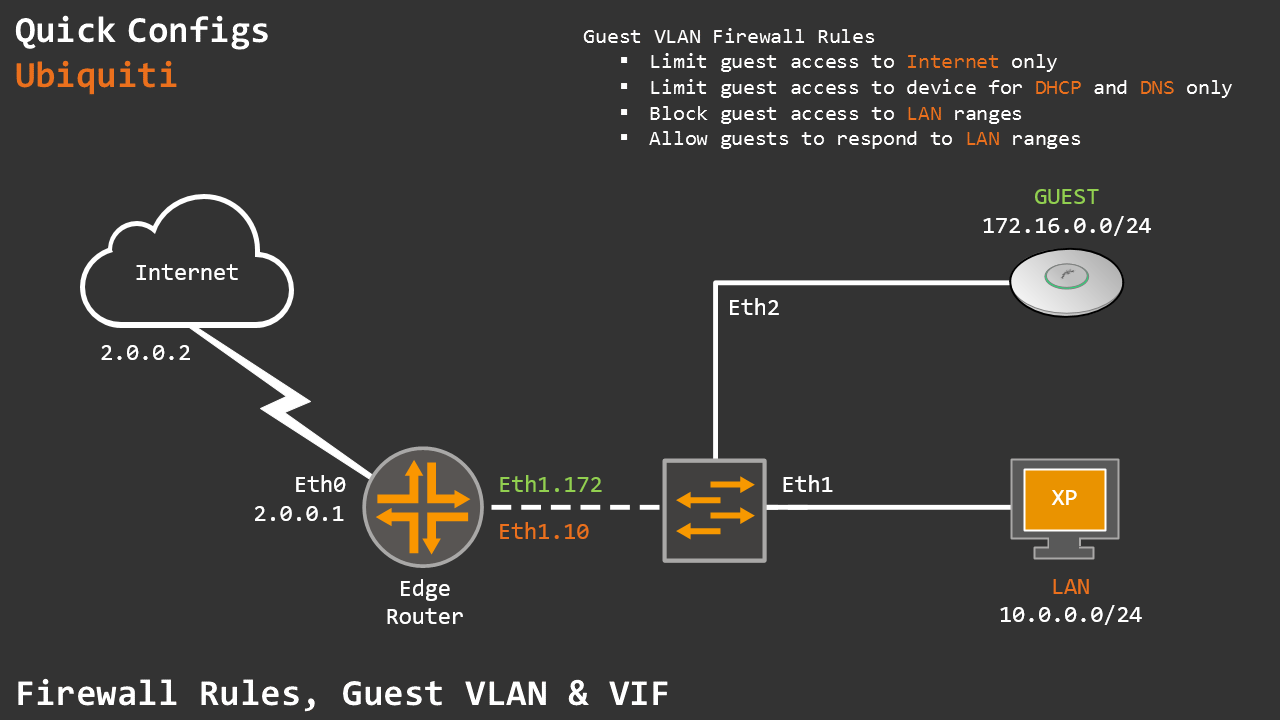 Quick Configs
Ubiquiti
Guest VLAN Firewall Rules
▪ Limit guest access to Internet only
▪ Limit guest access to device for DHCP and DNS only
▪ Block guest access to LAN ranges
▪ Allow guests to respond to LAN ranges
GUEST
172.16.0.0/24
Internet
Eth2
2.0.0.2
Eth0
2.0.0.1
Eth1.172
Eth1.10
Eth1
XP
Edge
Router
LAN
10.0.0.0/24
Firewall Rules, Guest VLAN & VIF